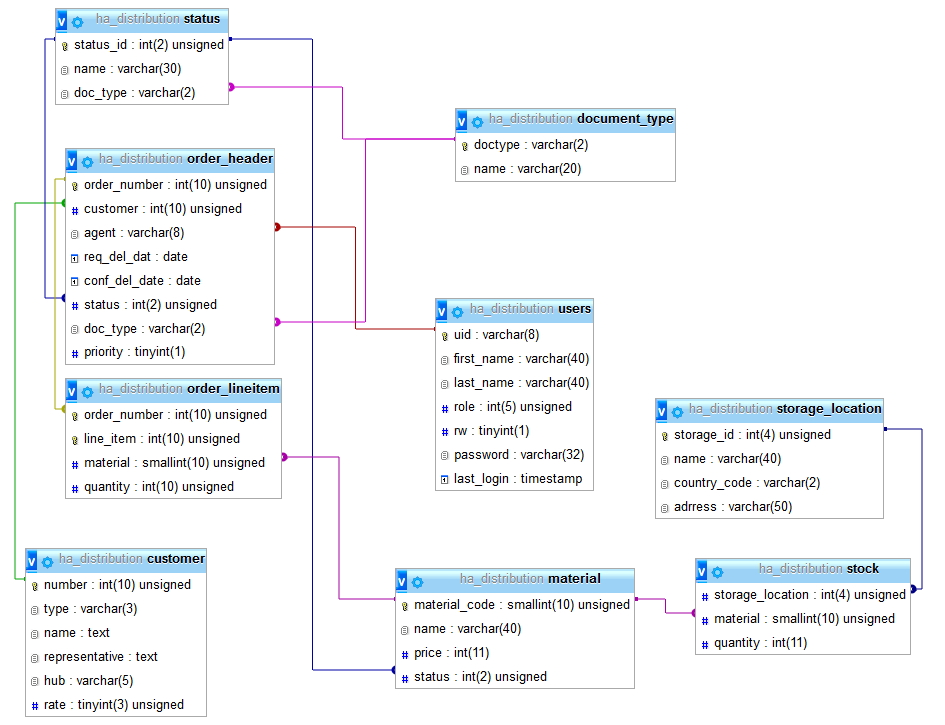 ha_distribution status
status_id : int(2) unsigned
name : varchar(30)
doc_type : varchar(2)
ha_distribution document_type
doctype : varchar(2)
name : varchar(20)
ha_distribution order_header
order_number : int(10) unsigned
customer : int(10) unsigned
agent : varchar(8)
req_del_dat : date
conf_del_date : date
status : int(2) unsigned
doc_type : varchar(2)
priority : tinyint(1)
ha_distribution users
uid : varchar(8)
first_name : varchar(40)
last_name : varchar(40)
role : int(5) unsigned
rw : tinyint(1)
password : varchar(32)
last_login : timestamp
ha_distribution order_lineitem
order_number : int(10) unsigned
line_item : int(10) unsigned
material : smallint(10) unsigned
quantity : int(10) unsigned
ha_distribution storage_location
storage_id : int(4) unsigned
name : varchar(40)
country_code : varchar(2)
adrress : varchar(50)
ha_distribution customer
number : int(10) unsigned
type : varchar(3)
name : text
representative : text
hub : varchar(5)
rate : tinyint(3) unsigned
ha_distribution material
material_code : smallint(10) unsigned
name : varchar(40)
price : int(11)
status : int(2) unsigned
ha_distribution stock
storage_location : int(4) unsigned
material : smallint(10) unsigned
quantity : int(11)